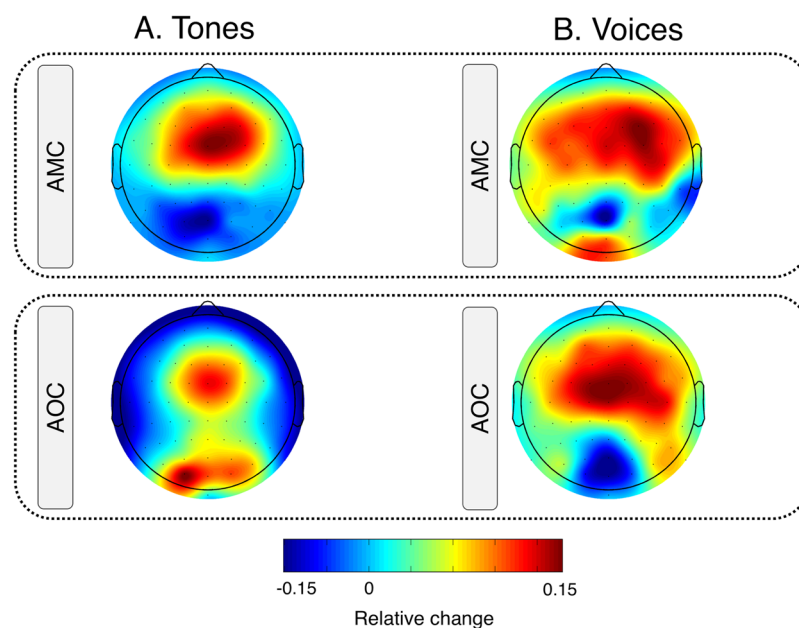 A. Tones
B. Voices
AMC
AMC
AOC
AOC
-0.15
0
0.15
Relative change